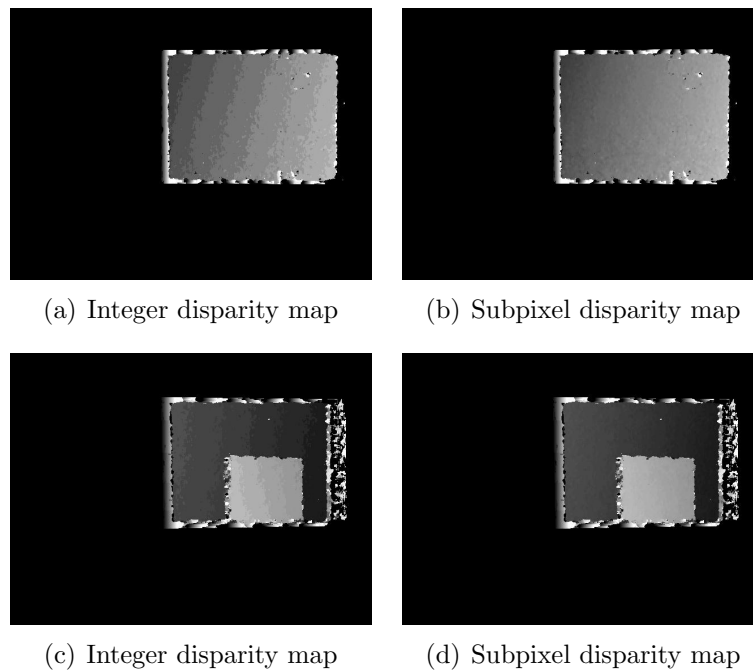 (a) Integer disparity map
(b) Subpixel disparity map
(c) Integer disparity map
(d) Subpixel disparity map